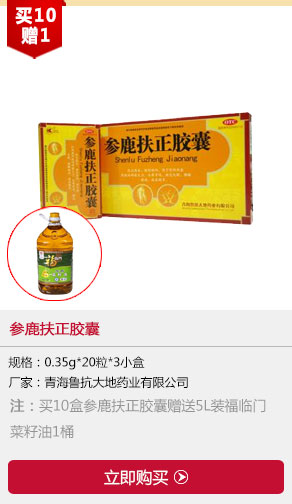 买10
赠1
参鹿扶正胶囊
OTC
参鹿扶正胶囊
Shenlu Fuzheng Jiaonang
参鹿扶正胶囊
规格：0.35g*20粒*3小盒
厂家：青海鲁抗大地药业有限公司
注：买10盒参鹿扶正胶囊赠送5L装福临门
菜籽油1桶
立即购买